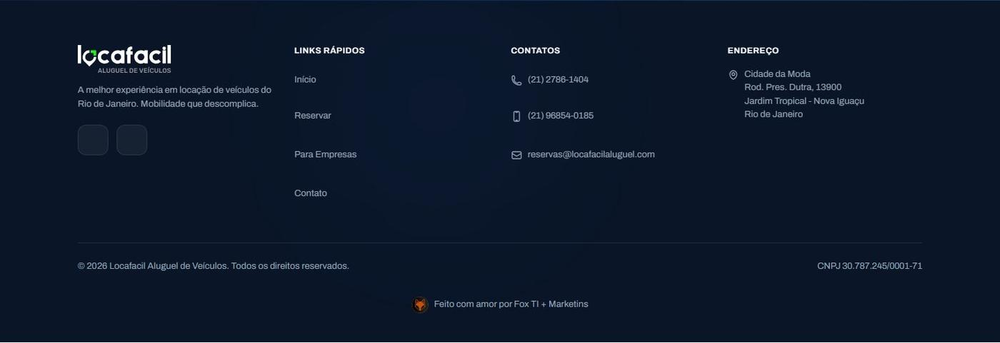 locafacil
ALUGUEL DE VEÍCULOS
A melhor experiência em locação de veículos do
Rio de Janeiro. Mobilidade que descomplica.
LINKS RÁPIDOS
Início
Reservar
Para Empresas
Contato
CONTATOS
(21) 2786-1404
(21) 96854-0185
reservas@locafacilaluguel.com
ENDEREÇO
Cidade da Moda
Rod. Pres. Dutra, 13900
Jardim Tropical - Nova Iguaçu
Rio de Janeiro
© 2026 Locafacil Aluguel de Veículos. Todos os direitos reservados.
CNPJ 30.787.245/0001-71
Feito com amor por Fox TI + Marketins